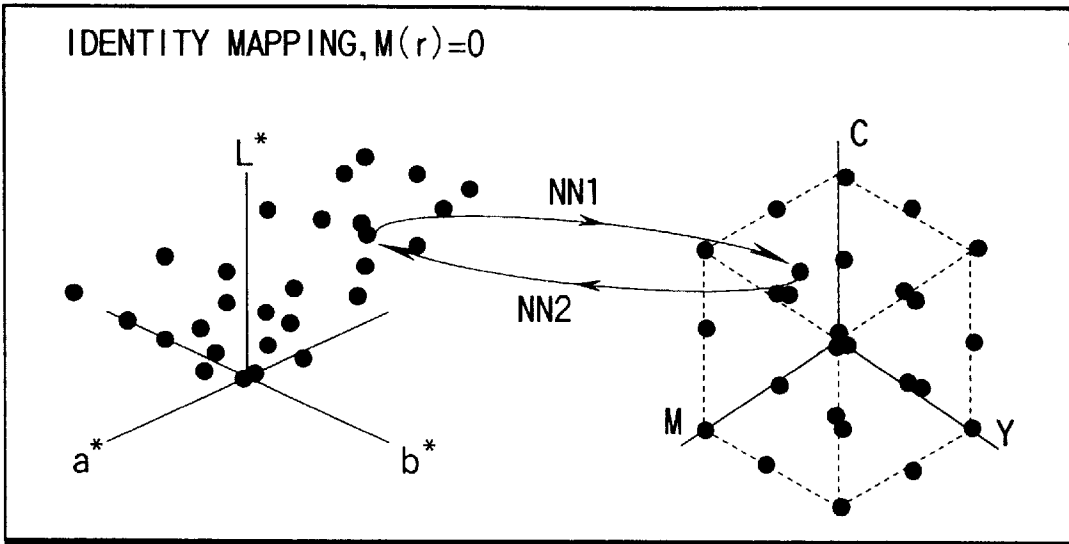 IDENTITY MAPPING, M(r)=0
L*
C
NN1
NN2
M
Y
a*
b*